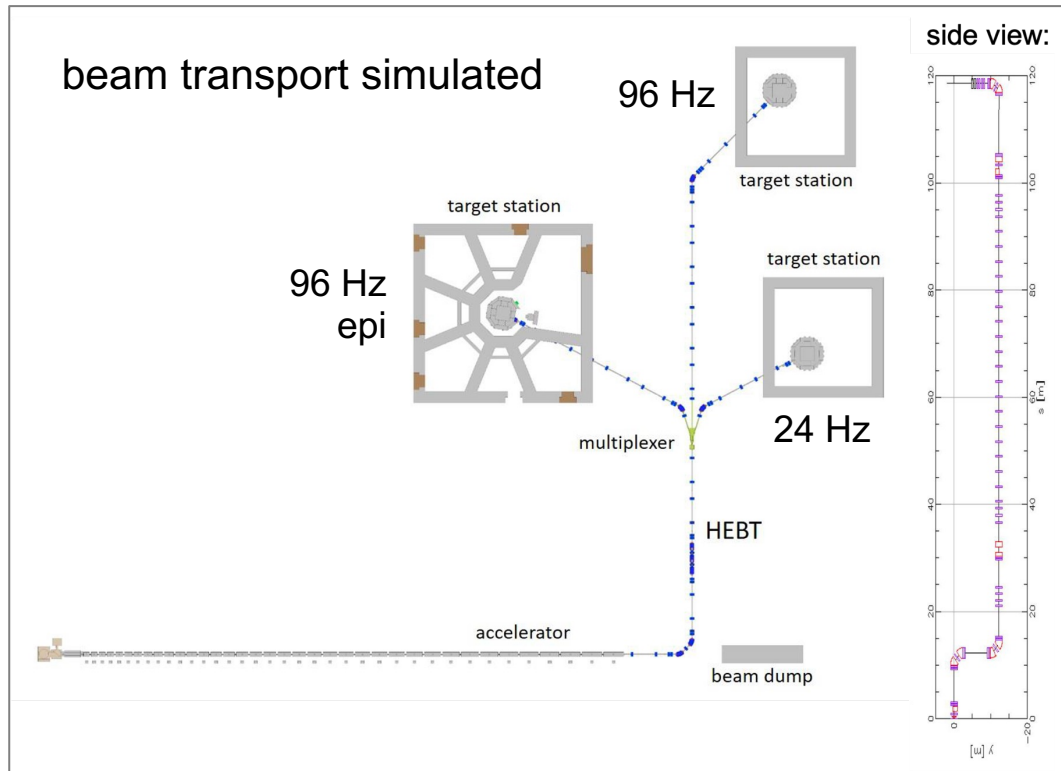 beam transport simulated
side view:
96 Hz
target station
target station
96 Hz
epi
target station
24 Hz
multiplexer
HEBT
accelerator
beam dump
120
100
80
60
40
20
0
120
100
80
60
40
20
0
s [m]
0
-20
y [m]